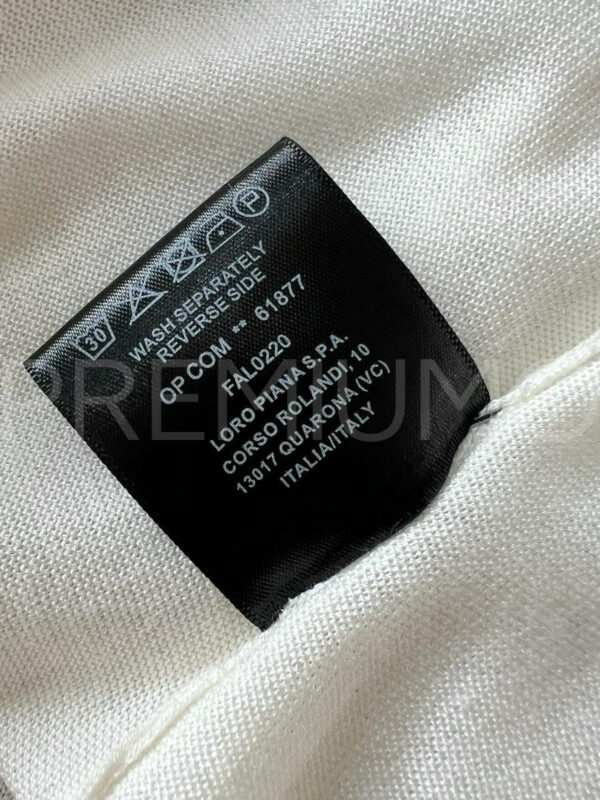 30 P
WASH SEPARATELY
REVERSE SIDE
OP COM ** 61877
FAL0220
LORO PIANA S.P.A.
CORSO ROLANDI, 10
13017 QUARONA (VC)
ITALIA/ITALY
PREMIUM